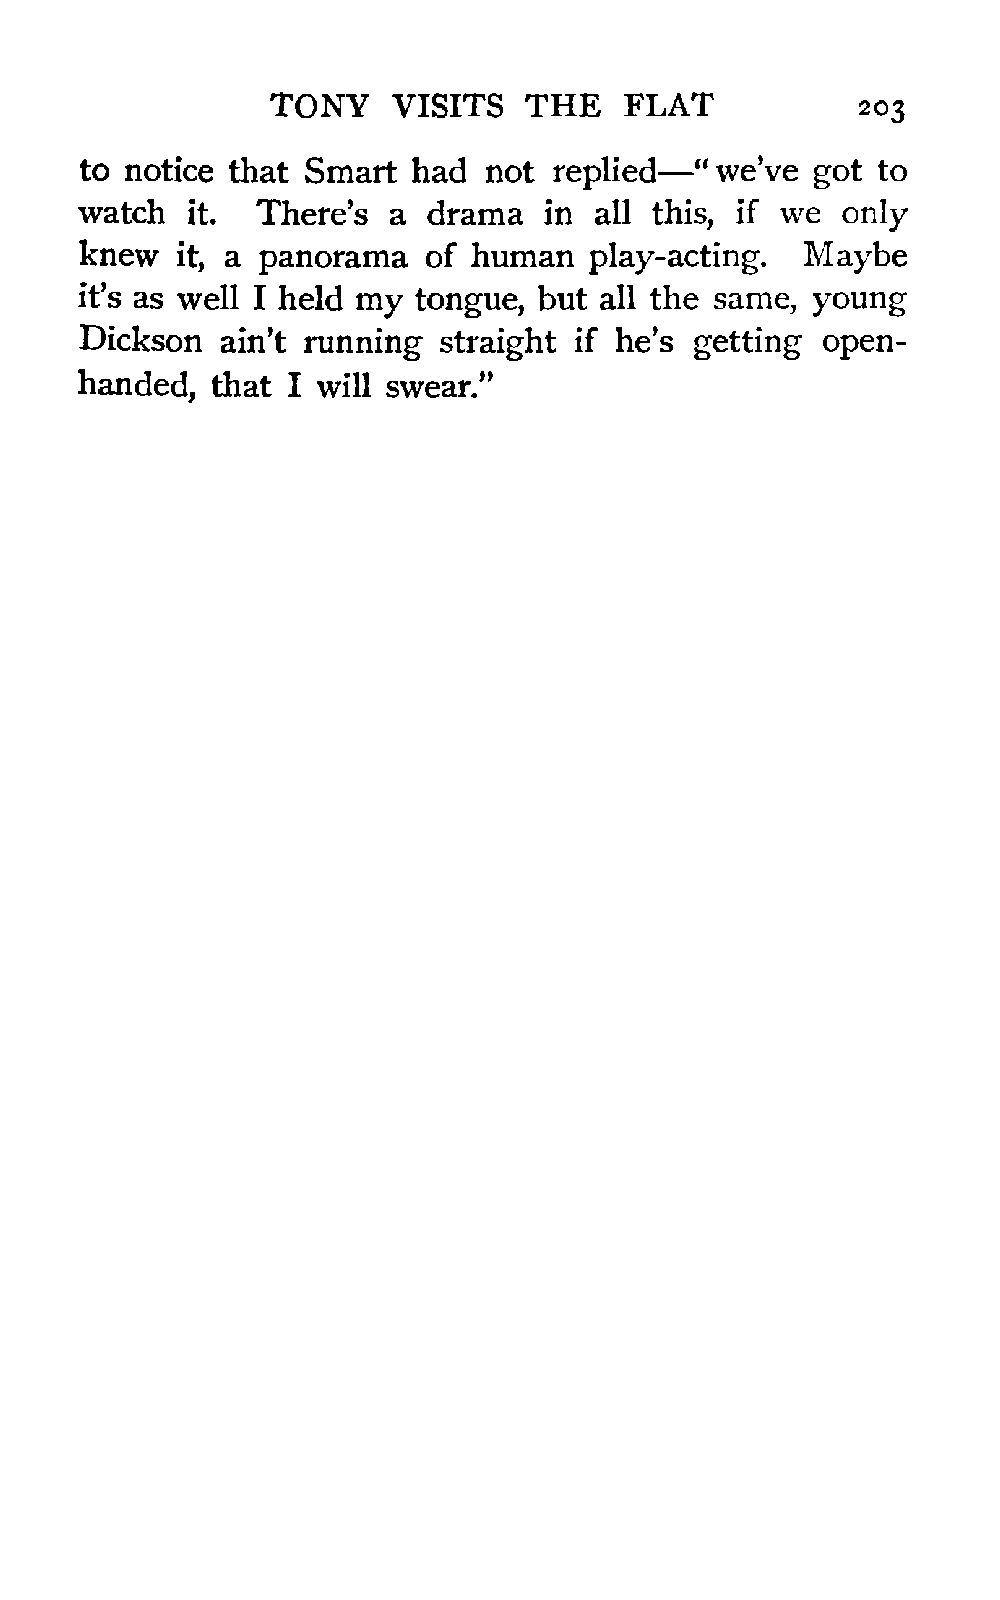 TONY VISITS THE FLAT 203
to notice that Smart had not replied—"we've got to
watch it. There's a drama in all this, if we only
knew it, a panorama of human play-acting. Maybe
it's as well I held my tongue, but all the same, young
Dickson ain't running straight if he's getting open-
handed, that I will swear."